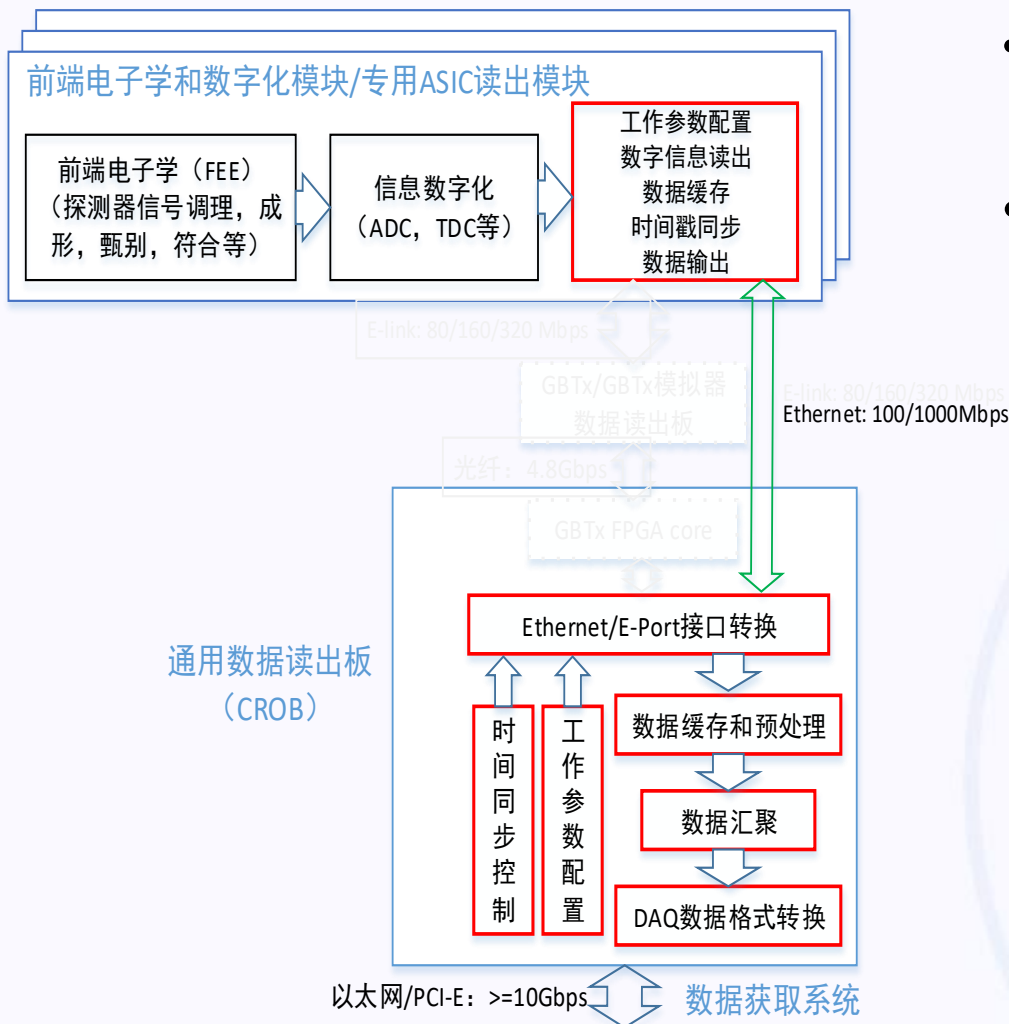 前端电子学和数字化模块/专用ASIC读出模块
前端电子学（FEE）
（探测器信号调理，成
形，甄别，符合等）
信息数字化
（ADC，TDC等）
工作参数配置
数字信息读出
数据缓存
时间戳同步
数据输出
E-link: 80/160/320 Mbps
GBTx/GBTx模拟器
数据读出板
E-link: 80/160/320 Mbps
Ethernet: 100/1000Mbps
光纤：4.8Gbps
GBTx FPGA core
Ethernet/E-Port接口转换
通用数据读出板
（CROB）
时
间
同
步
控
制
工
作
参
数
配
置
数据缓存和预处理
数据汇聚
DAQ数据格式转换
以太网/PCI-E：>=10Gbps
数据获取系统